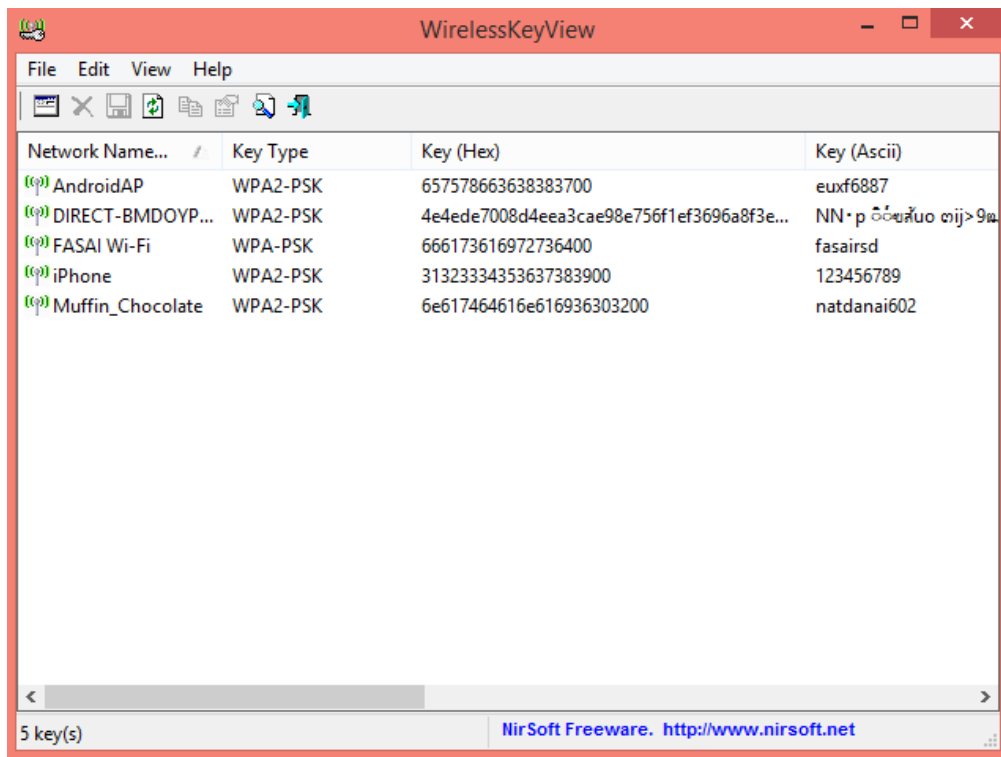 WirelessKeyView
File Edit View Help
Network Name... Key Type Key (Hex) Key (Ascii)
AndroidAP WPA2-PSK 657578663638383700 euxf6887
DIRECT-BMDOYP... WPA2-PSK 4e4ede7008d4eea3cae98e756f1ef3696a8f3e...
FASAI Wi-Fi WPA-PSK 666173616972736400 fasairsd
iPhone WPA2-PSK 31323334353637383900 123456789
Muffin_Chocolate WPA2-PSK 6e617464616e616936303200 natdanai602
5 key(s) NirSoft Freeware. http://www.nirsoft.net